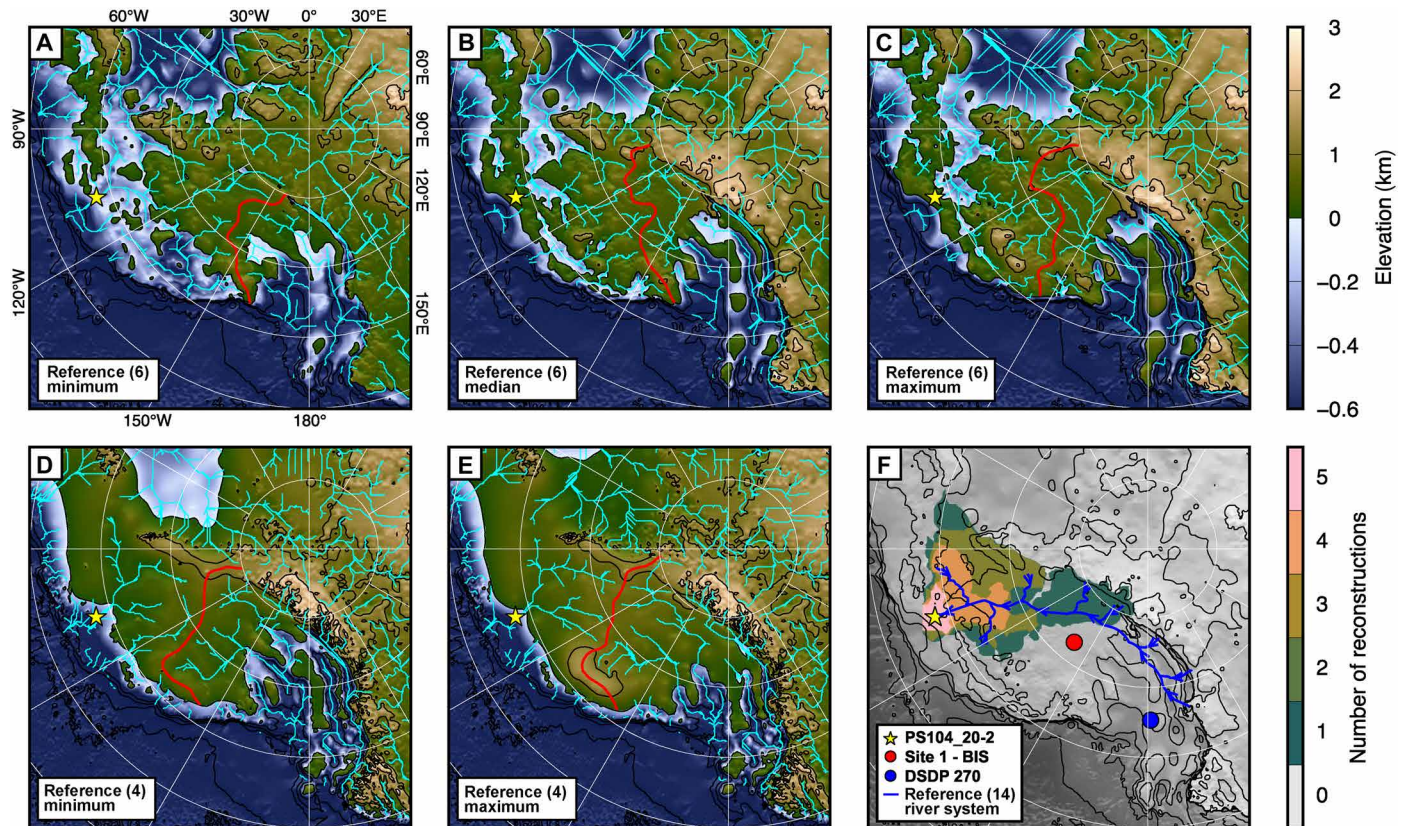 60°W 30°W 0° 30°E
A
B
C
60°E
90°E
120°E
150°E
90°W
120°W
150°W 180°
Reference (6)
minimum
Reference (6)
median
Reference (6)
maximum
3
2
1
0
−0.2
−0.4
−0.6
Elevation (km)
D
E
F
Reference (4)
minimum
Reference (4)
maximum
PS104_20-2
Site 1 - BIS
DSDP 270
Reference (14)
river system
5
4
3
2
1
0
Number of reconstructions